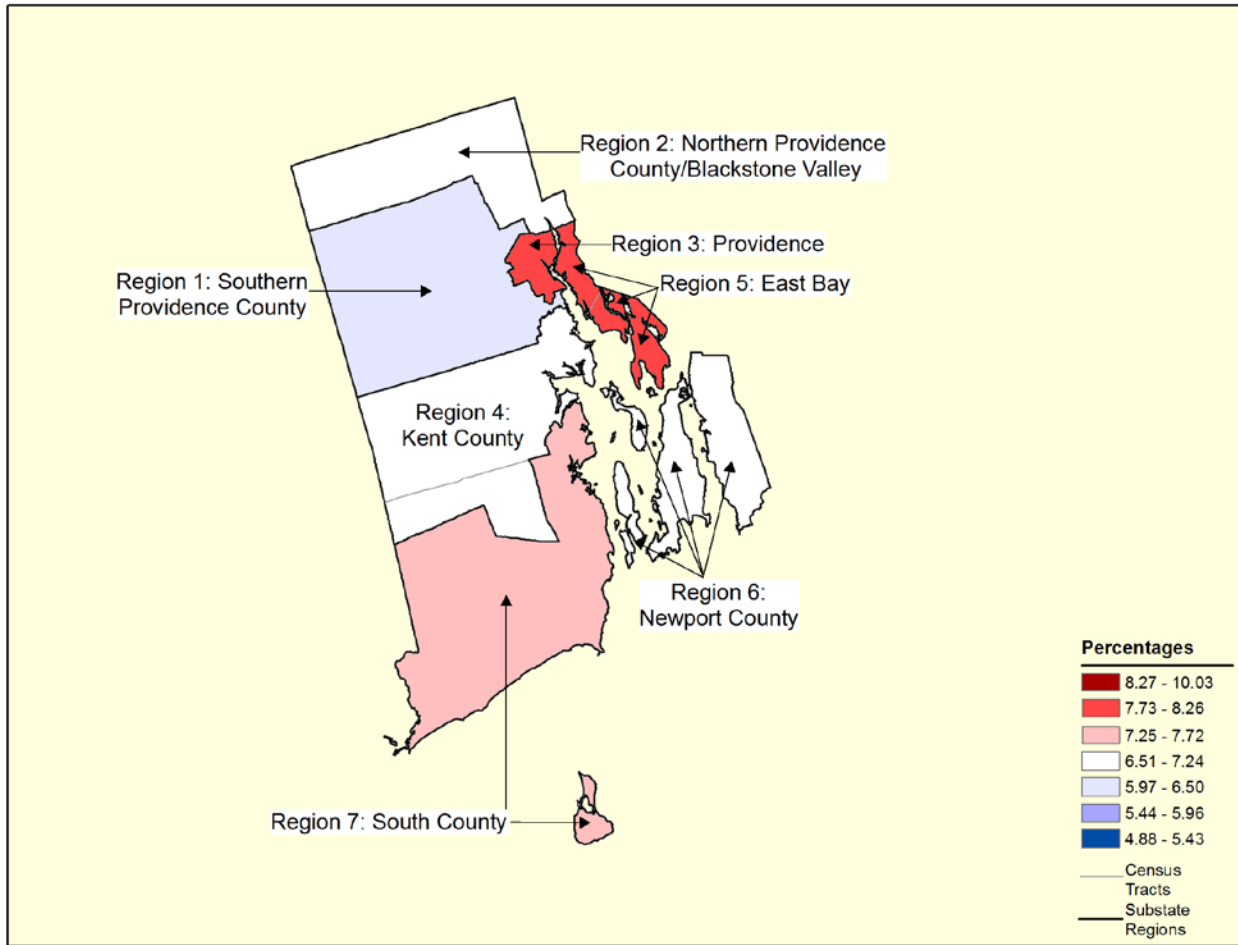 Region 2: Northern Providence
County/Blackstone Valley
Region 3: Providence
Region 1: Southern
Providence County
Region 5: East Bay
Region 4:
Kent County
Region 6:
Newport County
Region 7: South County
Percentages
8.27 - 10.03
7.73 - 8.26
7.25 - 7.72
6.51 - 7.24
5.97 - 6.50
5.44 - 5.96
4.88 - 5.43
Census
Tracts
Substate
Regions